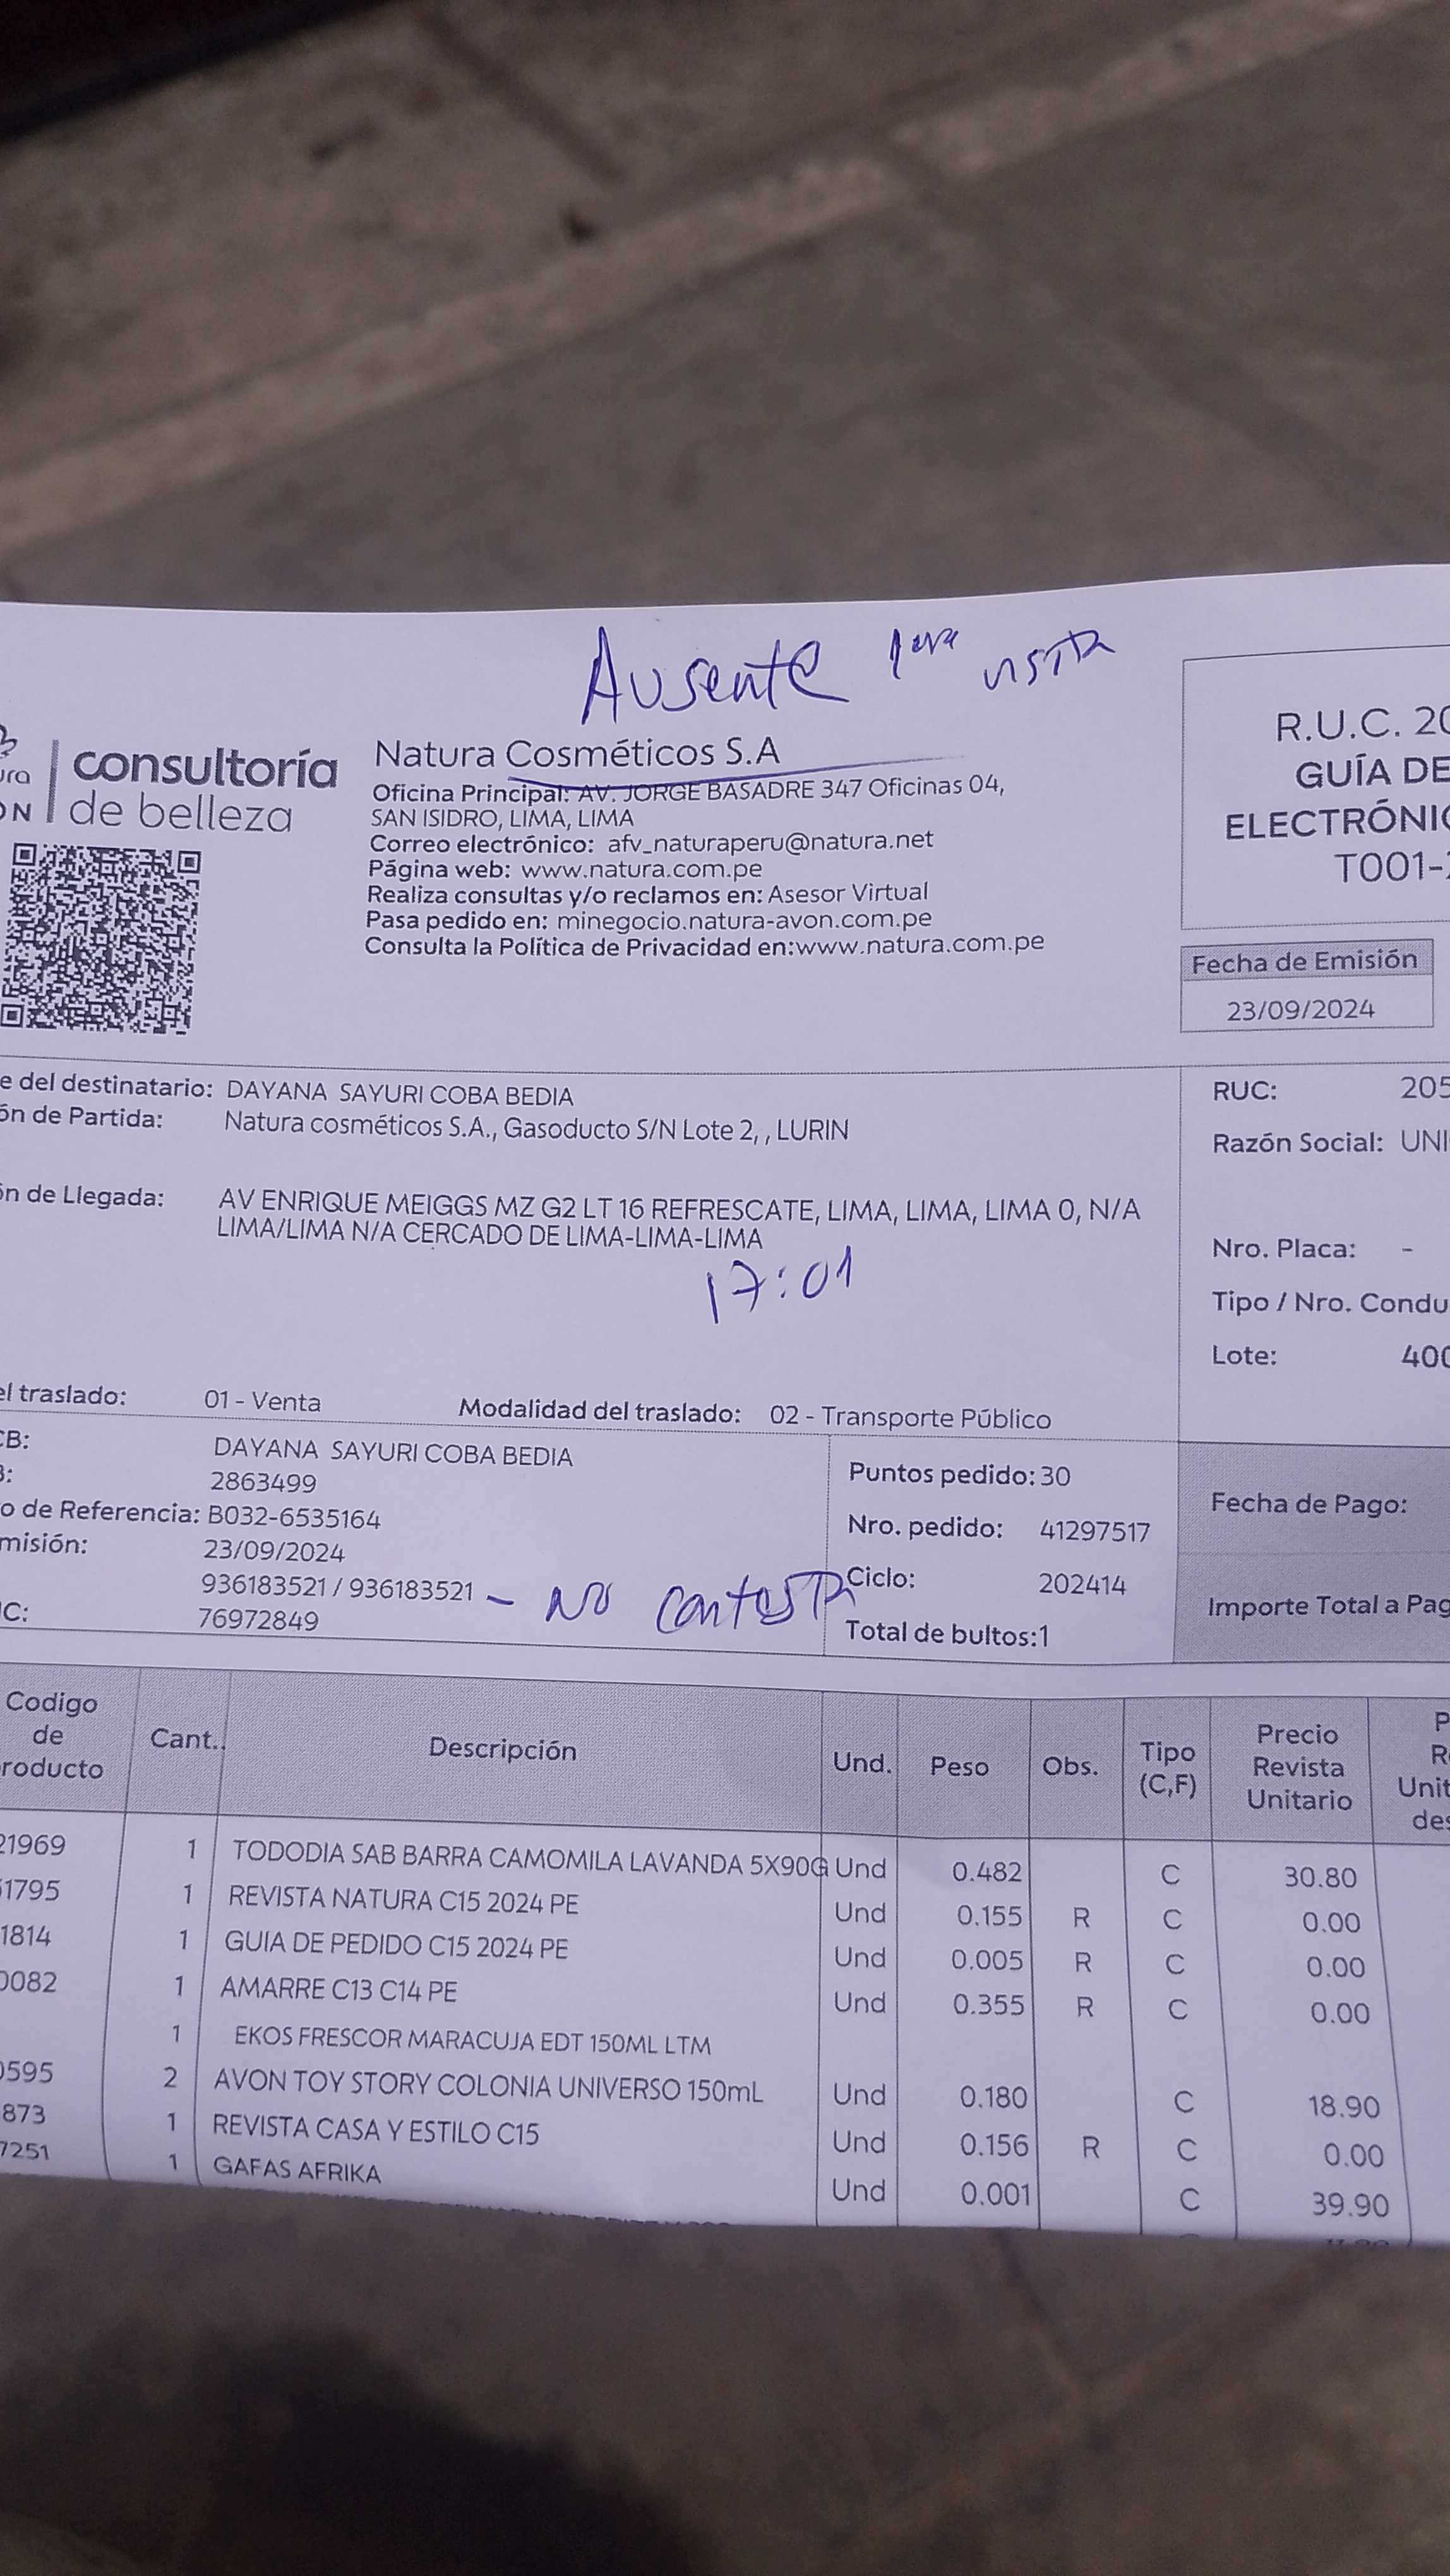 Ausente 1era visita
consultoría
de belleza
Natura Cosméticos S.A
Oficina Principal: AV. JORGE BASADRE 347 Oficinas 04,
SAN ISIDRO, LIMA, LIMA
Correo electrónico: afv_naturaperu@natura.net
Página web: www.natura.com.pe
Realiza consultas y/o reclamos en: Asesor Virtual
Pasa pedido en: minegocio.natura-avon.com.pe
Consulta la Política de Privacidad en:www.natura.com.pe
R.U.C. 20
GUÍA DE
ELECTRÓNIC
T001-
Fecha de Emisión
23/09/2024
e del destinatario: DAYANA SAYURI COBA BEDIA
ón de Partida: Natura cosméticos S.A., Gasoducto S/N Lote 2, , LURIN
ón de Llegada: AV ENRIQUE MEIGGS MZ G2 LT 16 REFRESCATE, LIMA, LIMA, LIMA 0, N/A
LIMA/LIMA N/A CERCADO DE LIMA-LIMA-LIMA
17:01
RUC: 205
Razón Social: UNI
Nro. Placa: -
Tipo / Nro. Condu
Lote: 400
el traslado: 01 - Venta Modalidad del traslado: 02 - Transporte Público
CB: DAYANA SAYURI COBA BEDIA
B: 2863499
o de Referencia: B032-6535164
misión: 23/09/2024
936183521 / 936183521 - No contesta
C: 76972849
Puntos pedido: 30
Nro. pedido: 41297517
Ciclo: 202414
Total de bultos:1
Fecha de Pago:
Importe Total a Pag
Codigo de roducto Cant.. Descripción Und. Peso Obs. Tipo (C,F) Precio Revista Unitario
21969 1 TODODIA SAB BARRA CAMOMILA LAVANDA 5X90G Und 0.482 C 30.80
1795 1 REVISTA NATURA C15 2024 PE Und 0.155 R C 0.00
1814 1 GUIA DE PEDIDO C15 2024 PE Und 0.005 R C 0.00
0082 1 AMARRE C13 C14 PE Und 0.355 R C 0.00
1 EKOS FRESCOR MARACUJA EDT 150ML LTM
0595 2 AVON TOY STORY COLONIA UNIVERSO 150mL Und 0.180 C 18.90
873 1 REVISTA CASA Y ESTILO C15 Und 0.156 R C 0.00
7251 1 GAFAS AFRIKA Und 0.001 C 39.90